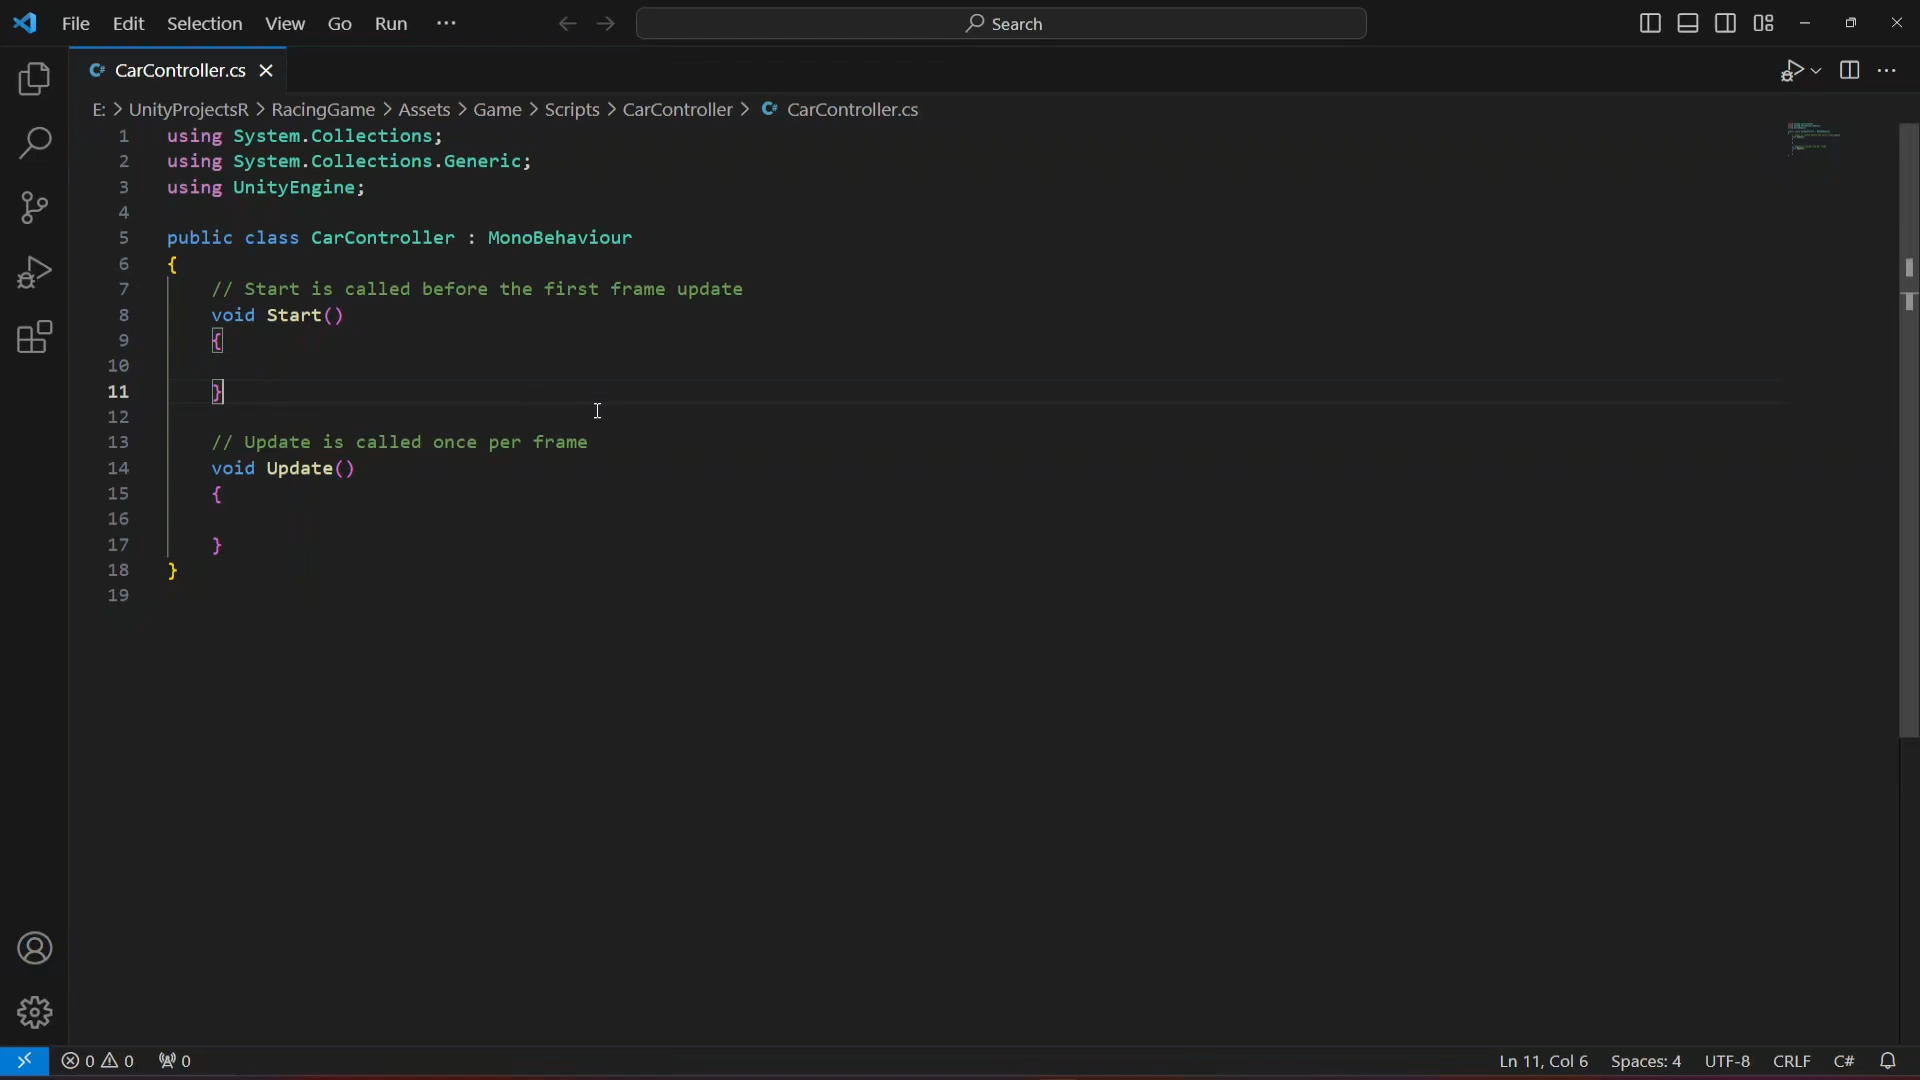 File Edit Selection View Go Run ··· Search
CarController.cs
E: > UnityProjectsR > RacingGame > Assets > Game > Scripts > CarController > CarController.cs
1 using System.Collections;
2 using System.Collections.Generic;
3 using UnityEngine;
4
5 public class CarController : MonoBehaviour
6 {
7 // Start is called before the first frame update
8 void Start()
9 {
10
11 }
12
13 // Update is called once per frame
14 void Update()
15 {
16
17 }
18 }
19
0 0 0 Ln 11, Col 6 Spaces: 4 UTF-8 CRLF C#